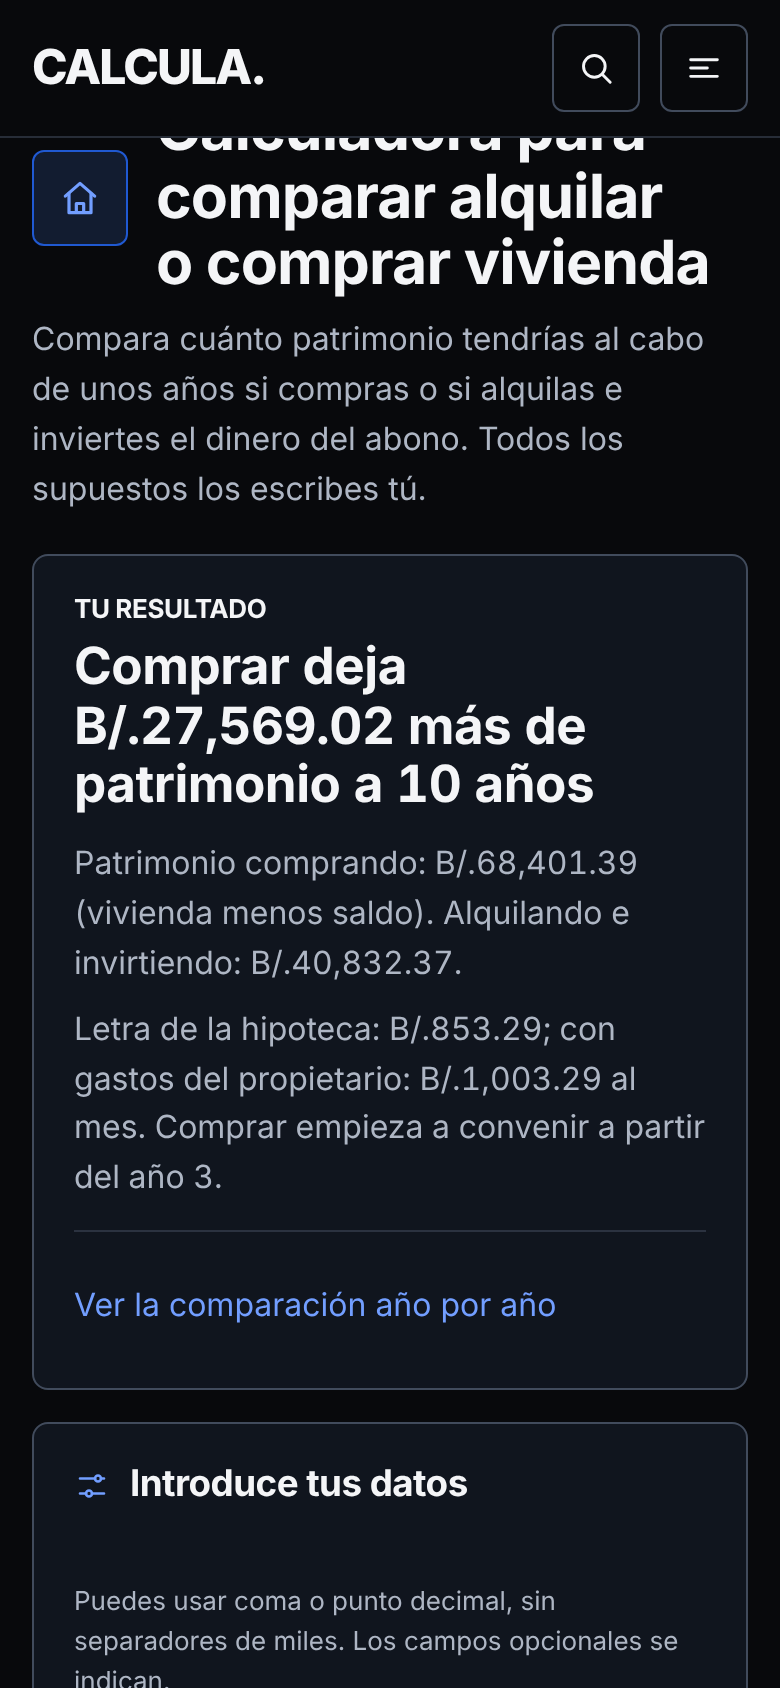 CALCULA.
Calculadora para
comparar alquilar
o comprar vivienda
Compara cuánto patrimonio tendrías al cabo
de unos años si compras o si alquilas e
inviertes el dinero del abono. Todos los
supuestos los escribes tú.
TU RESULTADO
Comprar deja
B/.27,569.02 más de
patrimonio a 10 años
Patrimonio comprando: B/.68,401.39
(vivienda menos saldo). Alquilando e
invirtiendo: B/.40,832.37.
Letra de la hipoteca: B/.853.29; con
gastos del propietario: B/.1,003.29 al
mes. Comprar empieza a convenir a partir
del año 3.
Ver la comparación año por año
Introduce tus datos
Puedes usar coma o punto decimal, sin
separadores de miles. Los campos opcionales se
indican.